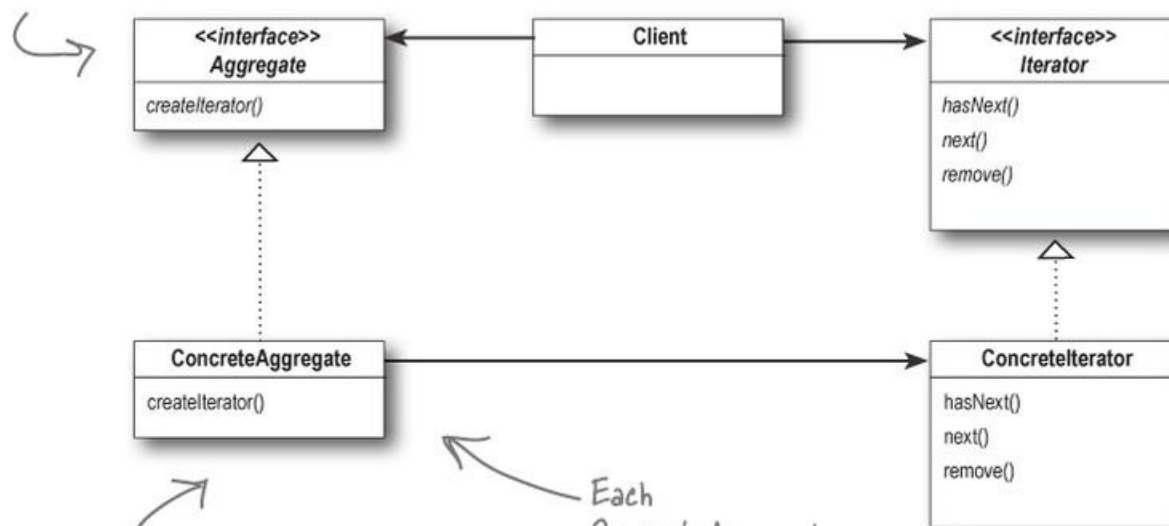 <<interface>>
Aggregate
createIterator()
Client
<<interface>>
Iterator
hasNext()
next()
remove()
ConcreteAggregate
createIterator()
ConcreteIterator
hasNext()
next()
remove()
Each